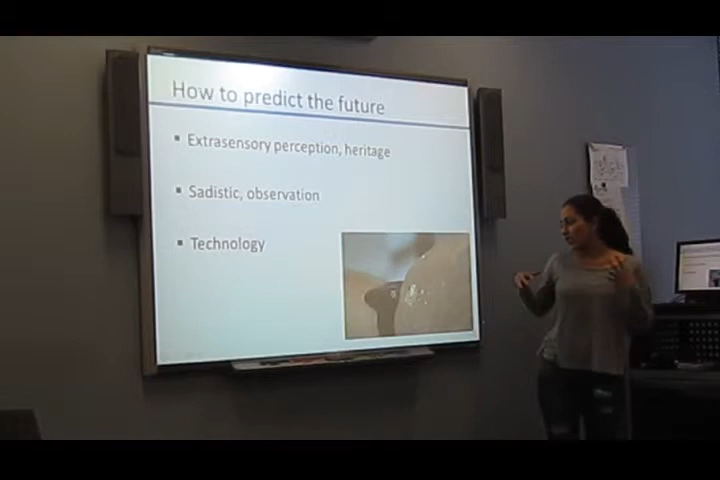 How to predict the future
▪ Extrasensory perception, heritage
▪ Sadistic, observation
▪ Technology